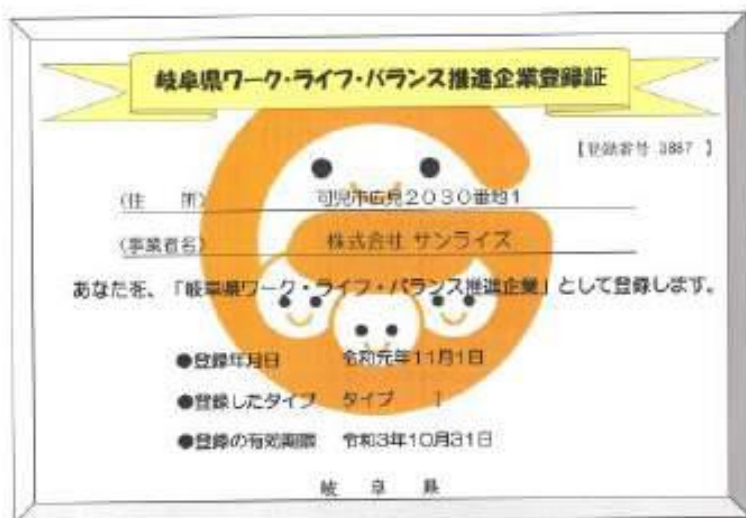 岐阜県ワーク・ライフ・バランス推進企業登録証
【登録番号 3887 】
(住 所) 可児市広見2030番地1
(事業者名) 株式会社 サンライズ
あなたを、「岐阜県ワーク・ライフ・バランス推進企業」として登録します。
●登録年月日 令和元年11月1日
●登録したタイプ タイプ Ⅰ
●登録の有効期限 令和3年10月31日
岐 阜 県